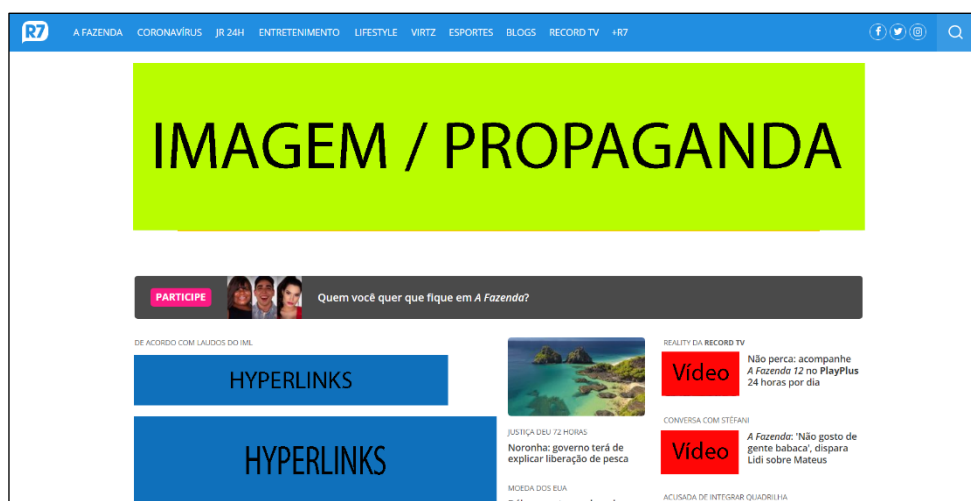 R7
A FAZENDA CORONAVÍRUS JR 24H ENTRETENIMENTO LIFESTYLE VIRTZ ESPORTES BLOGS RECORD TV +R7
IMAGEM / PROPAGANDA
PARTICIPE
Quem você quer que fique em A Fazenda?
DE ACORDO COM LAUDOS DO IML
HYPERLINKS
HYPERLINKS
JUSTIÇA DEU 72 HORAS
Noronha: governo terá de
explicar liberação de pesca
MOEDA DOS EUA
REALITY DA RECORD TV
Vídeo
Não perca: acompanhe
A Fazenda 12 no PlayPlus
24 horas por dia
CONVERSA COM STÉFANI
Vídeo
A Fazenda: 'Não gosto de
gente babaca', dispara
Lidi sobre Mateus
ACUSADA DE INTEGRAR QUADRILHA